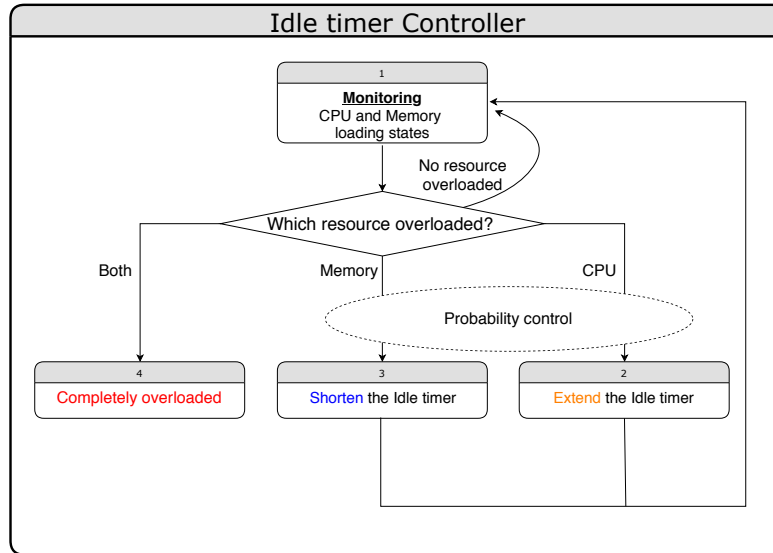 Idle timer Controller
1
Monitoring
CPU and Memory
loading states
No resource
overloaded
Which resource overloaded?
Both
Memory
CPU
Probability control
4
Completely overloaded
3
Shorten the Idle timer
2
Extend the Idle timer